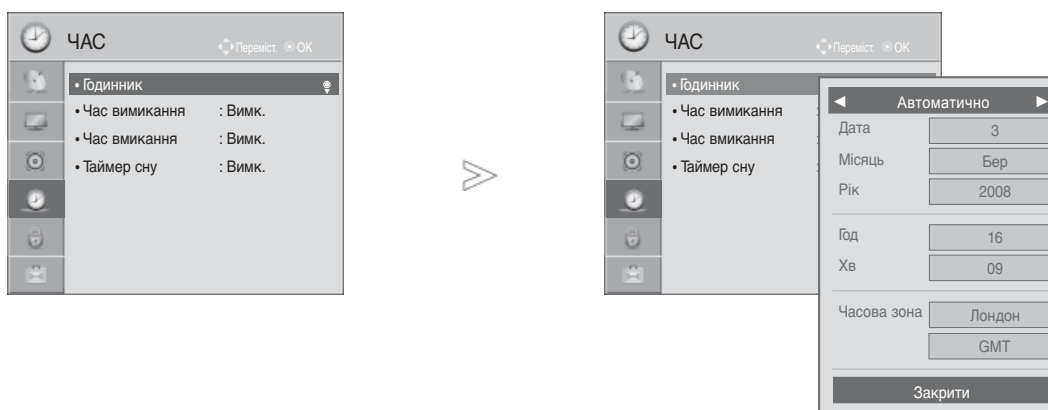 ЧАС
Переміст. OK
• Годинник
• Час вимикання : Вимк.
• Час вмикання : Вимк.
• Таймер сну : Вимк.
ЧАС
Переміст. OK
• Годинник
• Час вимикання :
• Час вмикання :
• Таймер сну :
◄ Автоматично ►
Дата 3
Місяць Бер
Рік 2008
Год 16
Хв 09
Часова зона Лондон
GMT
Закрити